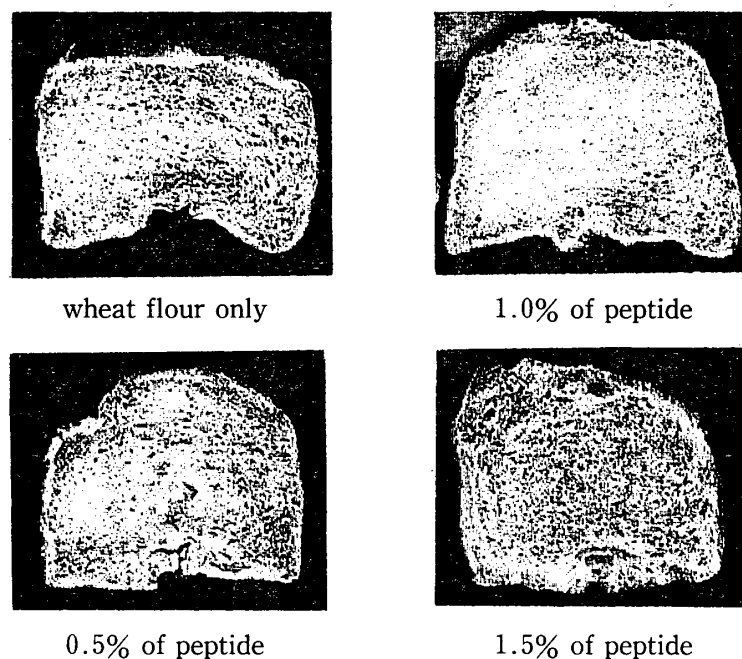 wheat flour only
1.0% of peptide
0.5% of peptide
1.5% of peptide